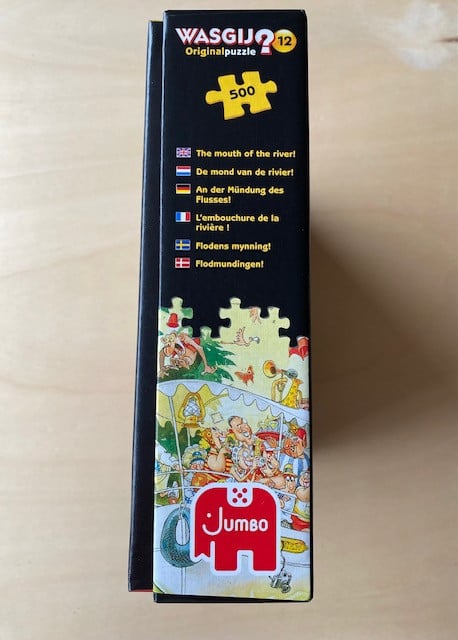 WASGIJ?
12
Originalpuzzle
500
The mouth of the river!
De mond van de rivier!
An der Mündung des
Flusses!
L'embouchure de la
rivière !
Flodens mynning!
Flodmundingen!
Jumbo